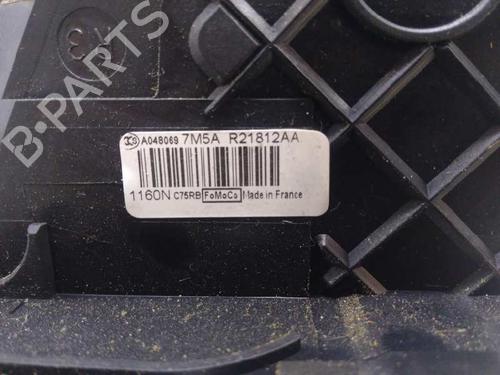 B-PARTS
A048069 7M5A R21812AA
1160N C75RB FoMoCo Made in France